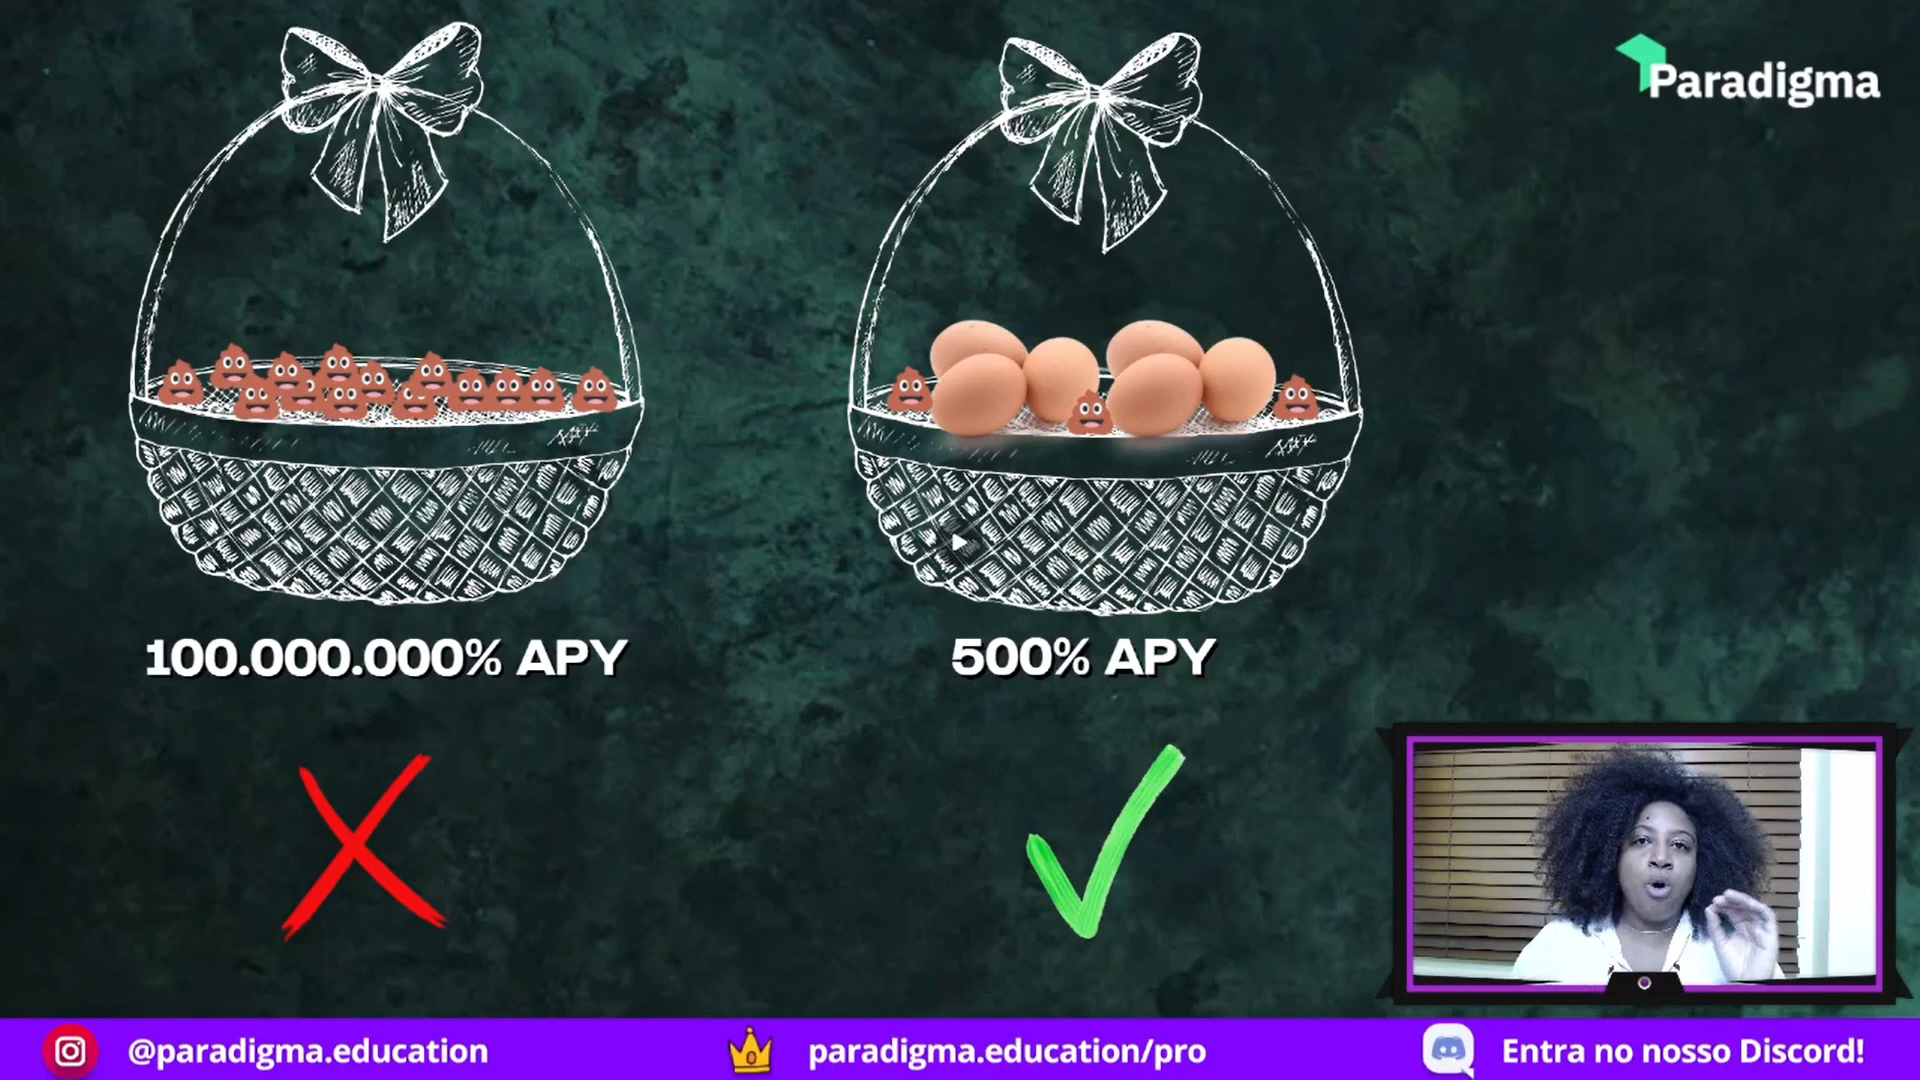 Paradigma
100.000.000% APY
500% APY
@paradigma.education
paradigma.education/pro
Entra no nosso Discord!